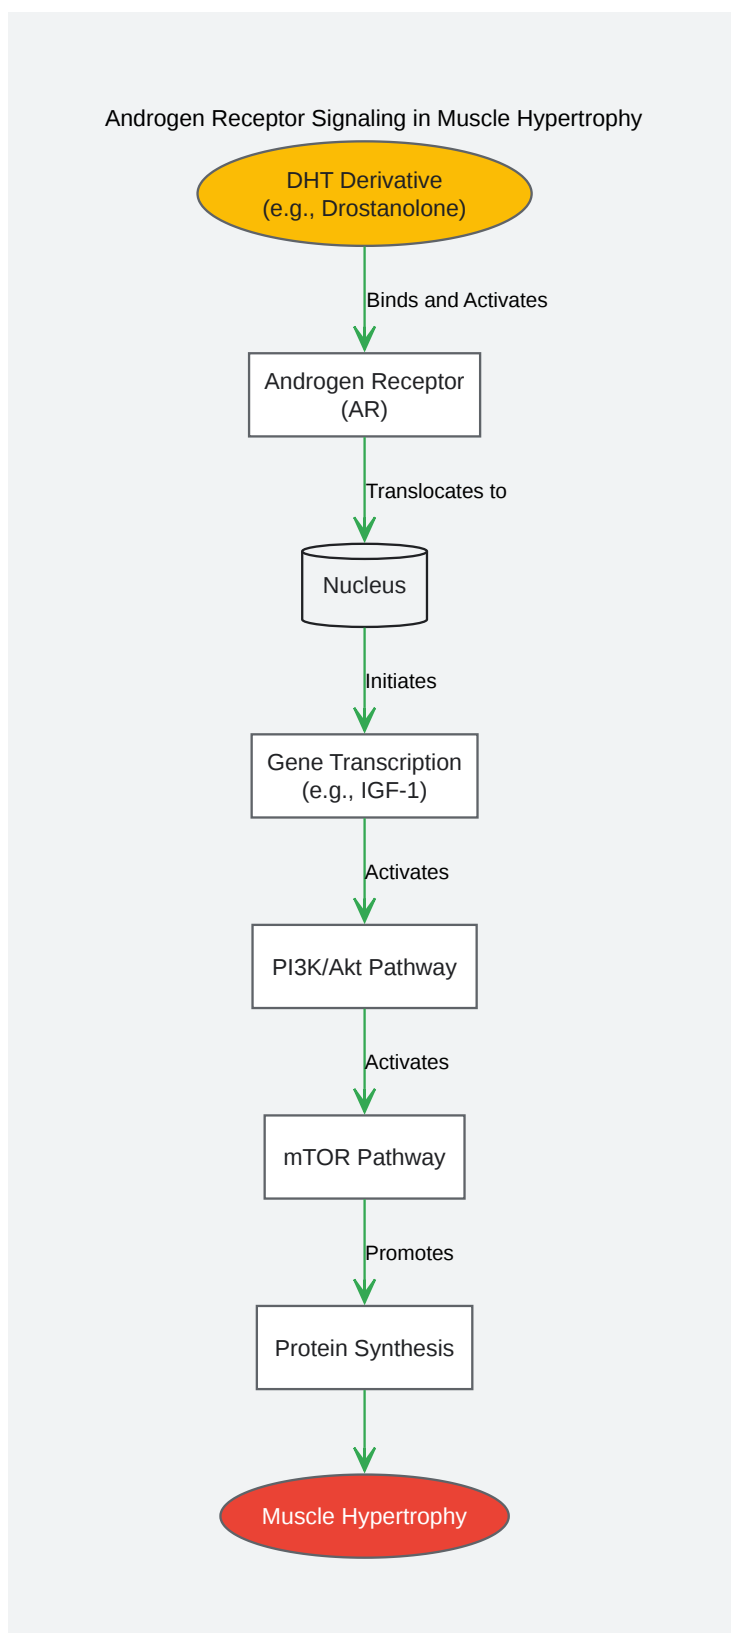 Androgen Receptor Signaling in Muscle Hypertrophy
DHT Derivative
(e.g., Drostanolone)
Binds and Activates
Androgen Receptor
(AR)
Translocates to
Nucleus
Initiates
Gene Transcription
(e.g., IGF-1)
Activates
PI3K/Akt Pathway
Activates
mTOR Pathway
Promotes
Protein Synthesis
Muscle Hypertrophy